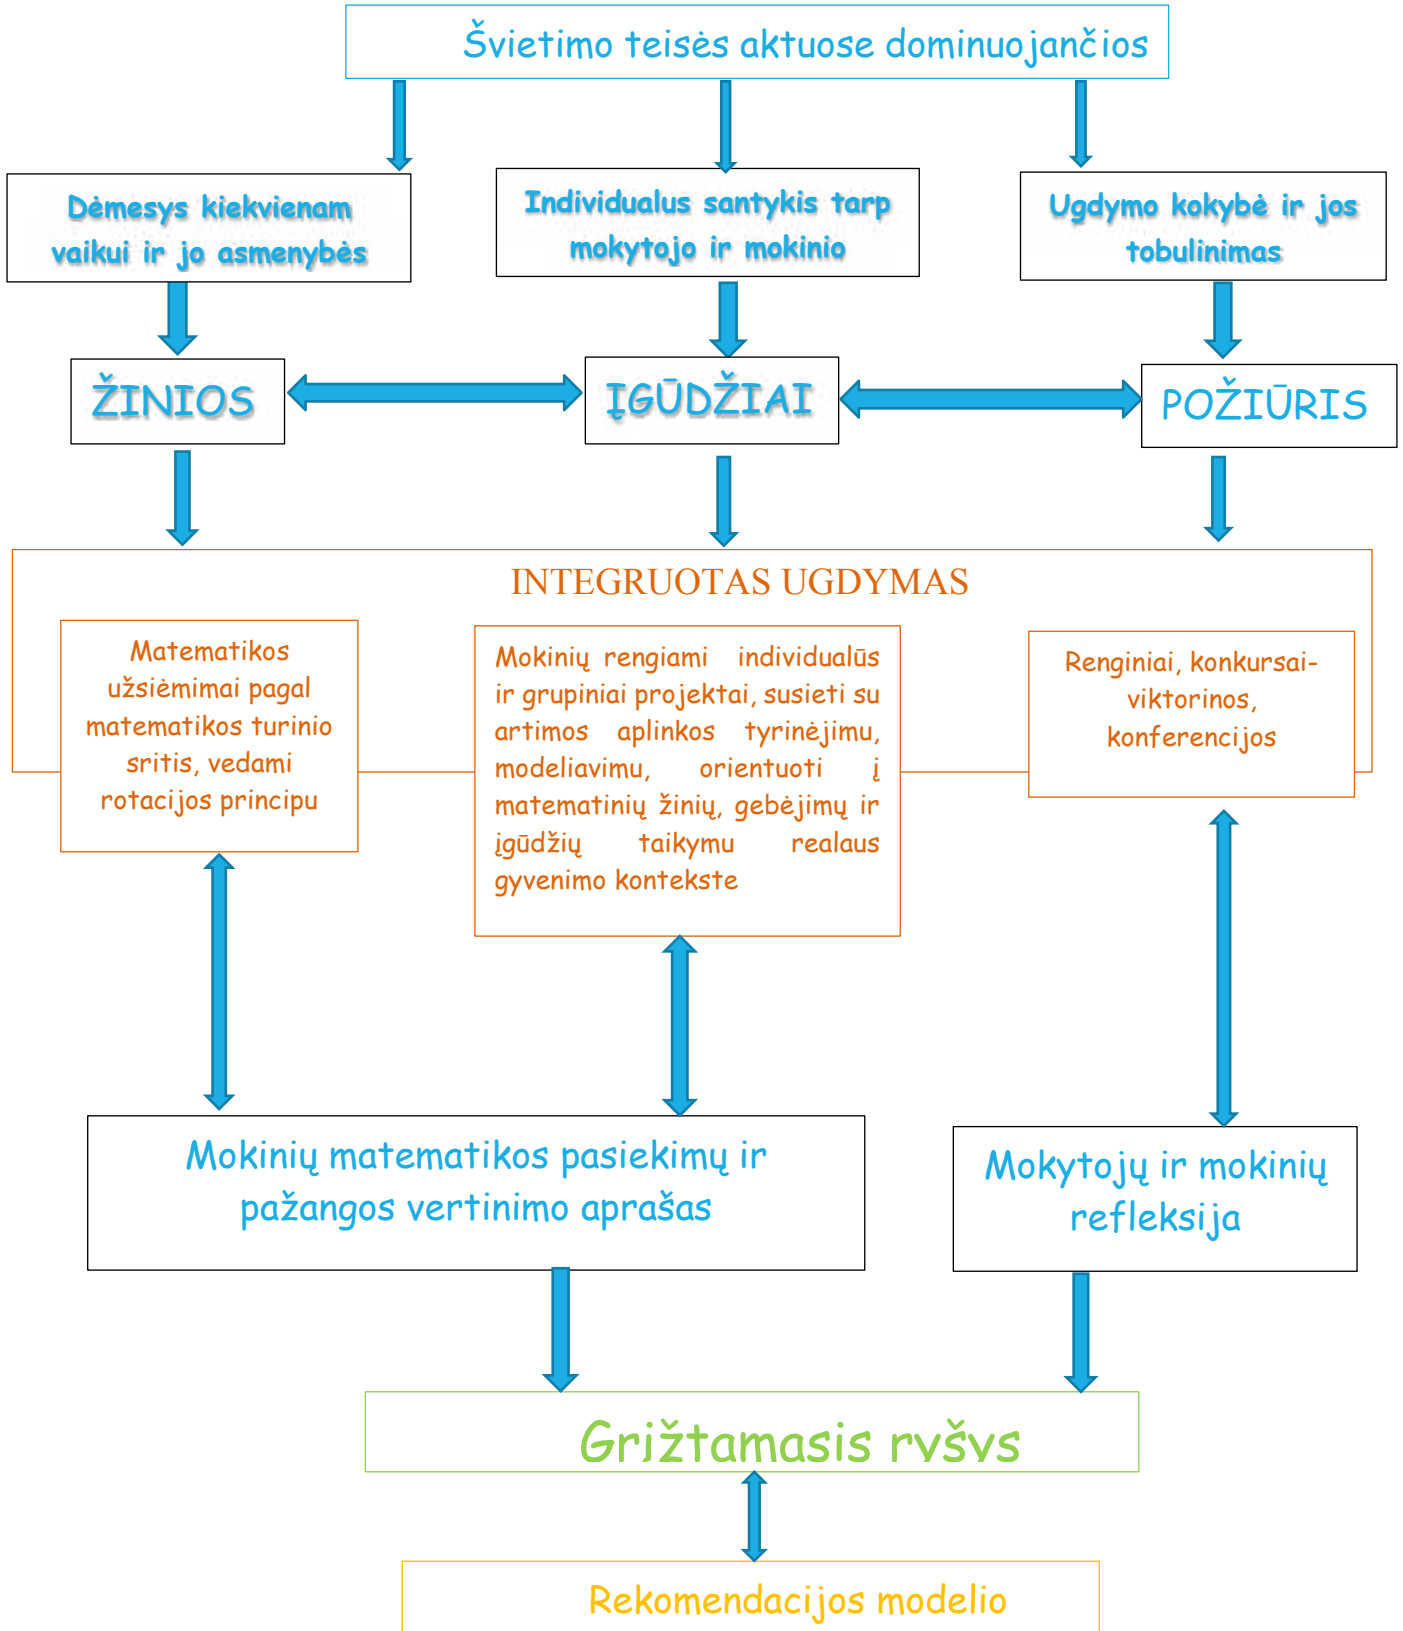 Švietimo teisės aktuose dominuojančios
Dėmesys kiekvienam
vaikui ir jo asmenybės
Individualus santykis tarp
mokytojo ir mokinio
Ugdymo kokybė ir jos
tobulinimas
ŽINIOS
ĮGŪDŽIAI
POŽIŪRIS
INTEGRUOTAS UGDYMAS
Matematikos
užsiėmimai pagal
matematikos turinio
sritis, vedami
rotacijos principu
Mokinių rengiami individualūs
ir grupiniai projektai, susieti su
artimos aplinkos tyrinėjimu,
modeliavimu, orientuoti į
matematinių žinių, gebėjimų ir
įgūdžių taikymu realaus
gyvenimo kontekste
Renginiai, konkursai-
viktorinos,
konferencijos
Mokinių matematikos pasiekimų ir
pažangos vertinimo aprašas
Mokytojų ir mokinių
refleksija
Grižtamasis ryšys
Rekomendacijos modelio